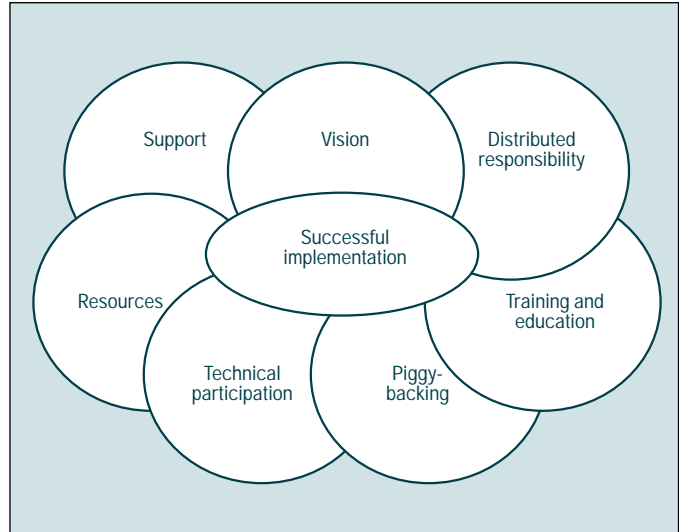 Support
Vision
Distributed
responsibility
Successful
implementation
Resources
Training and
education
Technical
participation
Piggy-
backing